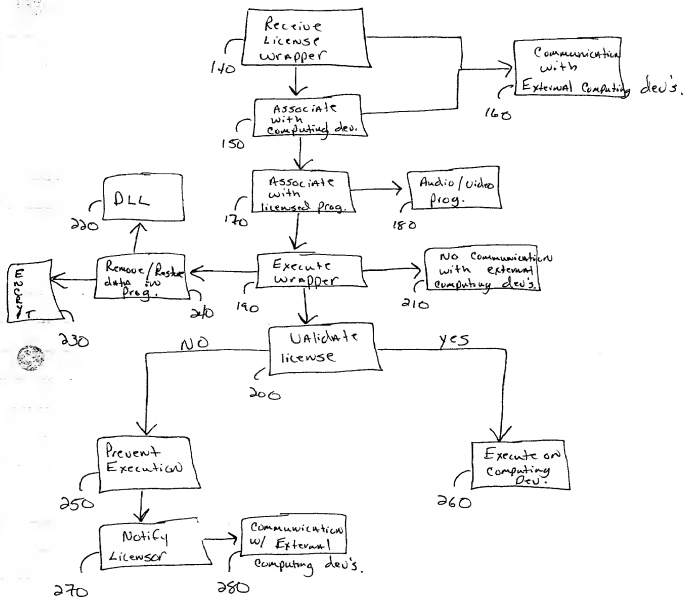 Receive
License
Wrapper
140
Communication
with
External Computing dev's.
160
Associate
with
computing dev.
150
Associate
with
licensed prog.
170
Audio/Video
prog.
180
DLL
220
Encrypt
230
Remove/Restore
data in
Prog.
240
Execute
Wrapper
190
No Communication
with external
computing dev's.
210
Validate
license
200
NO
yes
Prevent
Execution
250
Execute on
Computing
Dev.
260
Notify
Licensor
270
Communication
w/ External
computing dev's.
280